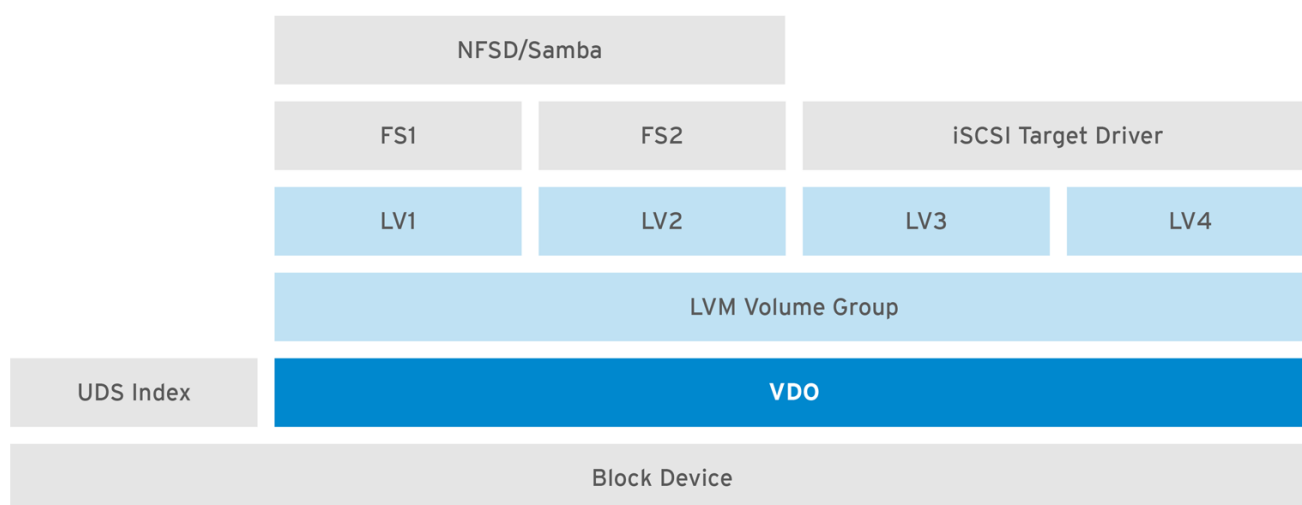 NFSD/Samba
FS1
FS2
iSCSI Target Driver
LV1
LV2
LV3
LV4
LVM Volume Group
UDS Index
VDO
Block Device